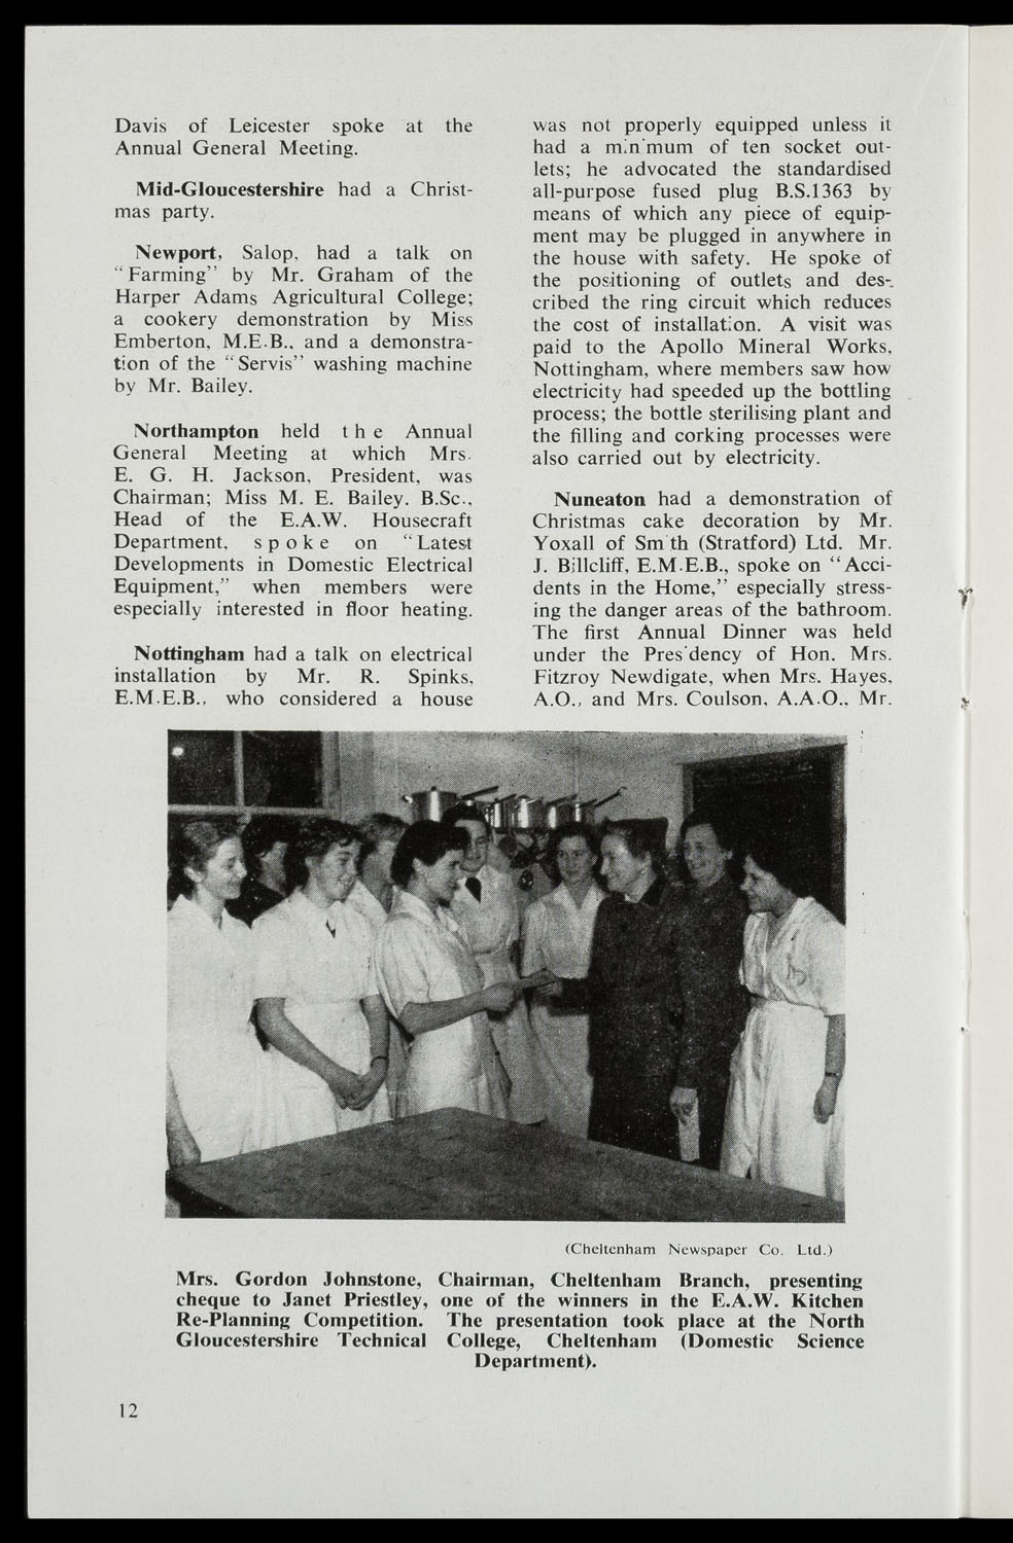 Davis of Leicester spoke at the
Annual General Meeting.
Mid-Gloucestershire had a Christ-
mas party.
Newport, Salop, had a talk on
"Farming" by Mr. Graham of the
Harper Adams Agricultural College;
a cookery demonstration by Miss
Emberton, M.E.B., and a demonstra-
tion of the "Servis" washing machine
by Mr. Bailey.
Northampton held the Annual
General Meeting at which Mrs.
E. G. H. Jackson, President, was
Chairman; Miss M. E. Bailey. B.Sc.,
Head of the E.A.W. Housecraft
Department, spoke on "Latest
Developments in Domestic Electrical
Equipment," when members were
especially interested in floor heating.
Nottingham had a talk on electrical
installation by Mr. R. Spinks,
E.M.E.B., who considered a house
was not properly equipped unless it
had a minimum of ten socket out-
lets; he advocated the standardised
all-purpose fused plug B.S.1363 by
means of which any piece of equip-
ment may be plugged in anywhere in
the house with safety. He spoke of
the positioning of outlets and des-
cribed the ring circuit which reduces
the cost of installation. A visit was
paid to the Apollo Mineral Works,
Nottingham, where members saw how
electricity had speeded up the bottling
process; the bottle sterilising plant and
the filling and corking processes were
also carried out by electricity.
Nuneaton had a demonstration of
Christmas cake decoration by Mr.
Yoxall of Smith (Stratford) Ltd. Mr.
J. Billcliff, E.M.E.B., spoke on "Acci-
dents in the Home," especially stress-
ing the danger areas of the bathroom.
The first Annual Dinner was held
under the Presidency of Hon. Mrs.
Fitzroy Newdigate, when Mrs. Hayes,
A.O., and Mrs. Coulson, A.A.O., Mr.
(Cheltenham Newspaper Co. Ltd.)
Mrs. Gordon Johnstone, Chairman, Cheltenham Branch, presenting
cheque to Janet Priestley, one of the winners in the E.A.W. Kitchen
Re-Planning Competition. The presentation took place at the North
Gloucestershire Technical College, Cheltenham (Domestic Science
Department).
12